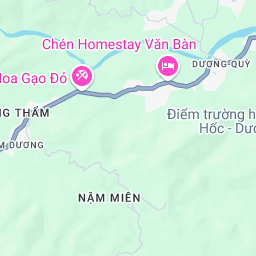 Chén Homestay Văn Bàn
Hoa Gạo Đỏ
DƯƠNG QUỲ
NG THẨM
Điểm trường h
Hốc - Dươ
M DƯƠNG
NẬM MIÊN